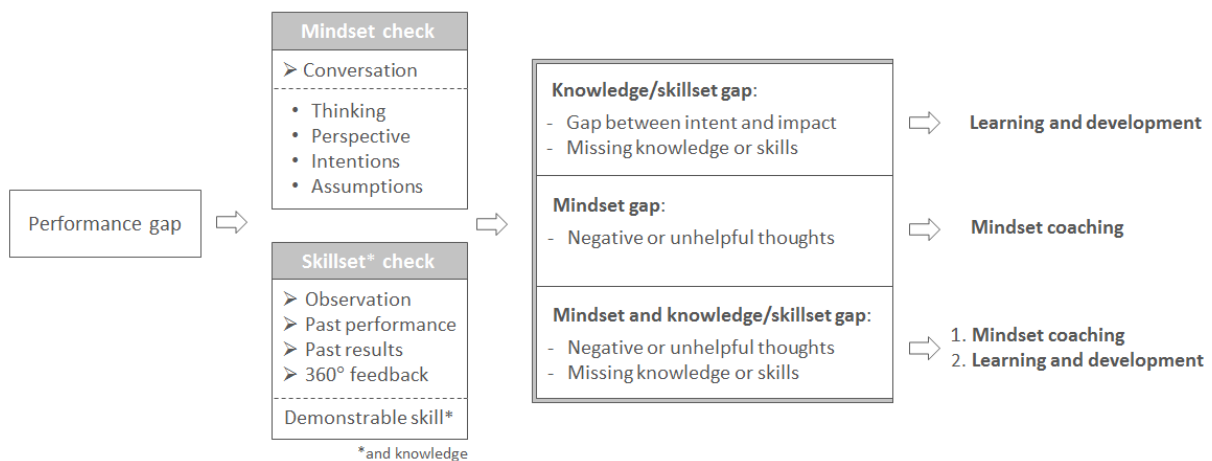 Performance gap
Mindset check
➢ Conversation
• Thinking
• Perspective
• Intentions
• Assumptions
Skillset* check
➢ Observation
➢ Past performance
➢ Past results
➢ 360° feedback
Demonstrable skill*
*and knowledge
Knowledge/skillset gap:
- Gap between intent and impact
- Missing knowledge or skills
Learning and development
Mindset gap:
- Negative or unhelpful thoughts
Mindset coaching
Mindset and knowledge/skillset gap:
- Negative or unhelpful thoughts
- Missing knowledge or skills
1. Mindset coaching
2. Learning and development